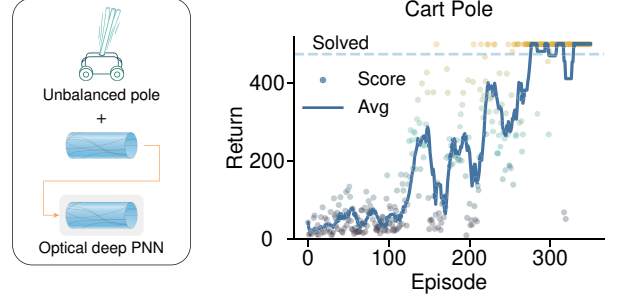 Unbalanced pole
+
Optical deep PNN
Cart Pole
Solved
Score
Avg
Return
400
200
0
0
100
200
300
Episode